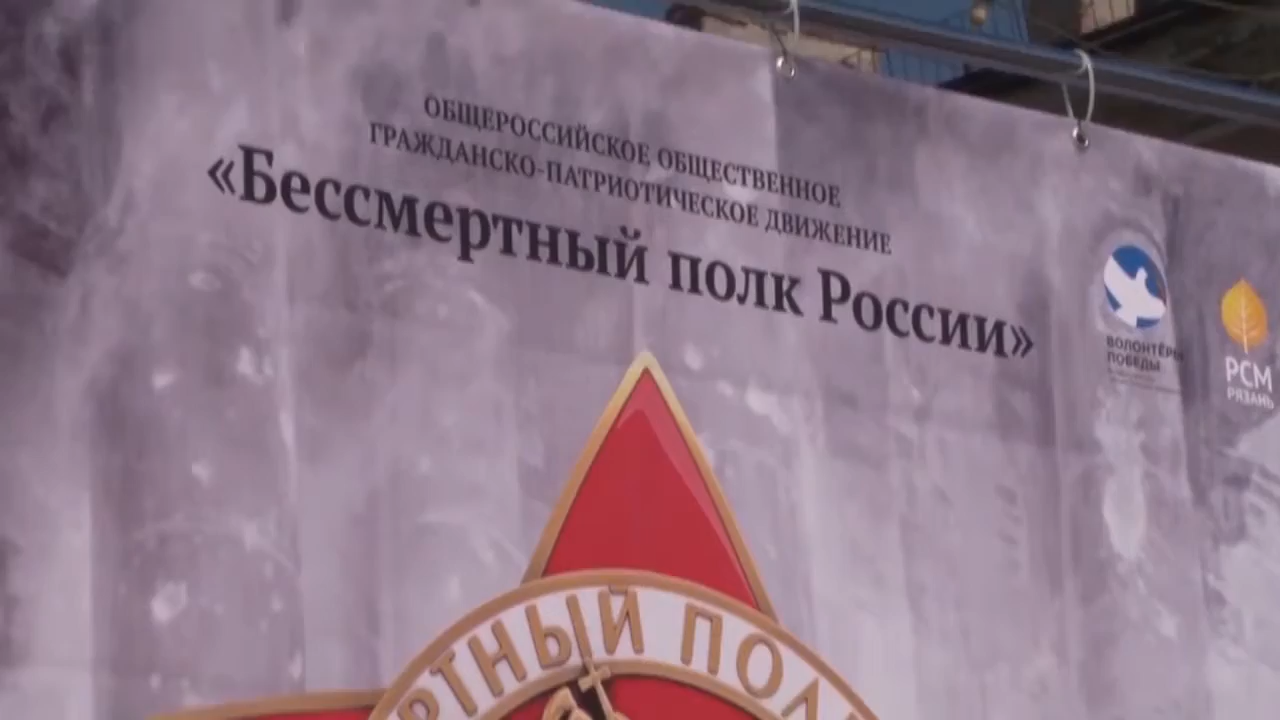 ОБЩЕРОССИЙСКОЕ ОБЩЕСТВЕННОЕ
ГРАЖДАНСКО-ПАТРИОТИЧЕСКОЕ ДВИЖЕНИЕ
«Бессмертный полк России»
ВОЛОНТЁРЫ
ПОБЕДЫ
РСМ
РЯЗАНЬ
РТНЫЙ ПОЛ